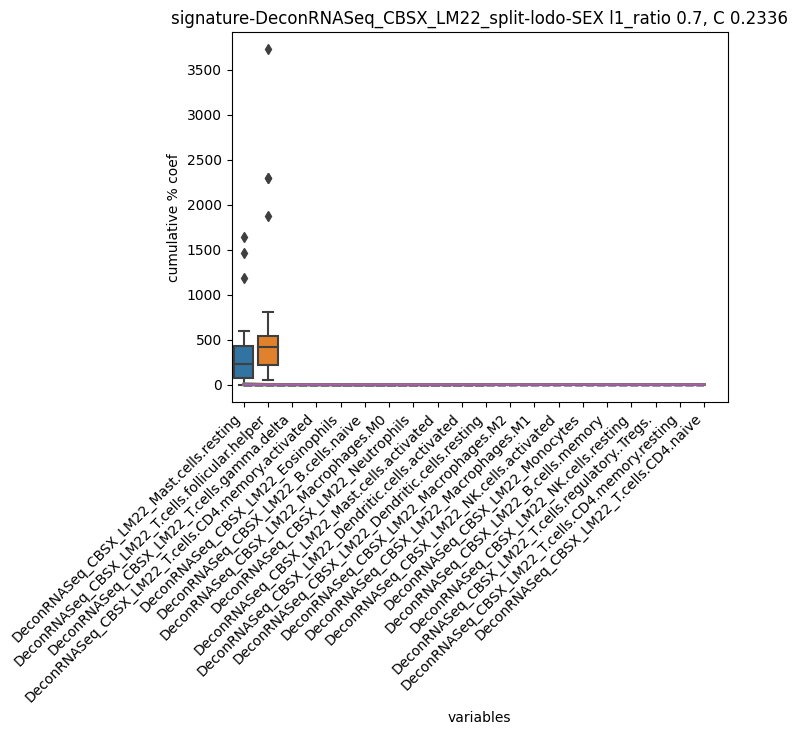 signature-DeconRNASeq_CBSX_LM22_split-lodo-SEX l1_ratio 0.7, C 0.2336
cumulative % coef
3500
3000
2500
2000
1500
1000
500
0
DeconRNASeq_CBSX_LM22_Mast.cells.resting
DeconRNASeq_CBSX_LM22_T.cells.follicular.helper
DeconRNASeq_CBSX_LM22_T.cells.gamma.delta
DeconRNASeq_CBSX_LM22_T.cells.CD4.memory.activated
DeconRNASeq_CBSX_LM22_Eosinophils
DeconRNASeq_CBSX_LM22_B.cells.naive
DeconRNASeq_CBSX_LM22_Macrophages.M0
DeconRNASeq_CBSX_LM22_Neutrophils
DeconRNASeq_CBSX_LM22_Mast.cells.activated
DeconRNASeq_CBSX_LM22_Dendritic.cells.activated
DeconRNASeq_CBSX_LM22_Dendritic.cells.resting
DeconRNASeq_CBSX_LM22_Macrophages.M2
DeconRNASeq_CBSX_LM22_Macrophages.M1
DeconRNASeq_CBSX_LM22_NK.cells.activated
DeconRNASeq_CBSX_LM22_Monocytes
DeconRNASeq_CBSX_LM22_B.cells.memory
DeconRNASeq_CBSX_LM22_NK.cells.resting
DeconRNASeq_CBSX_LM22_T.cells.regulatory..Tregs.
DeconRNASeq_CBSX_LM22_T.cells.CD4.memory.resting
DeconRNASeq_CBSX_LM22_T.cells.CD4.naive
variables